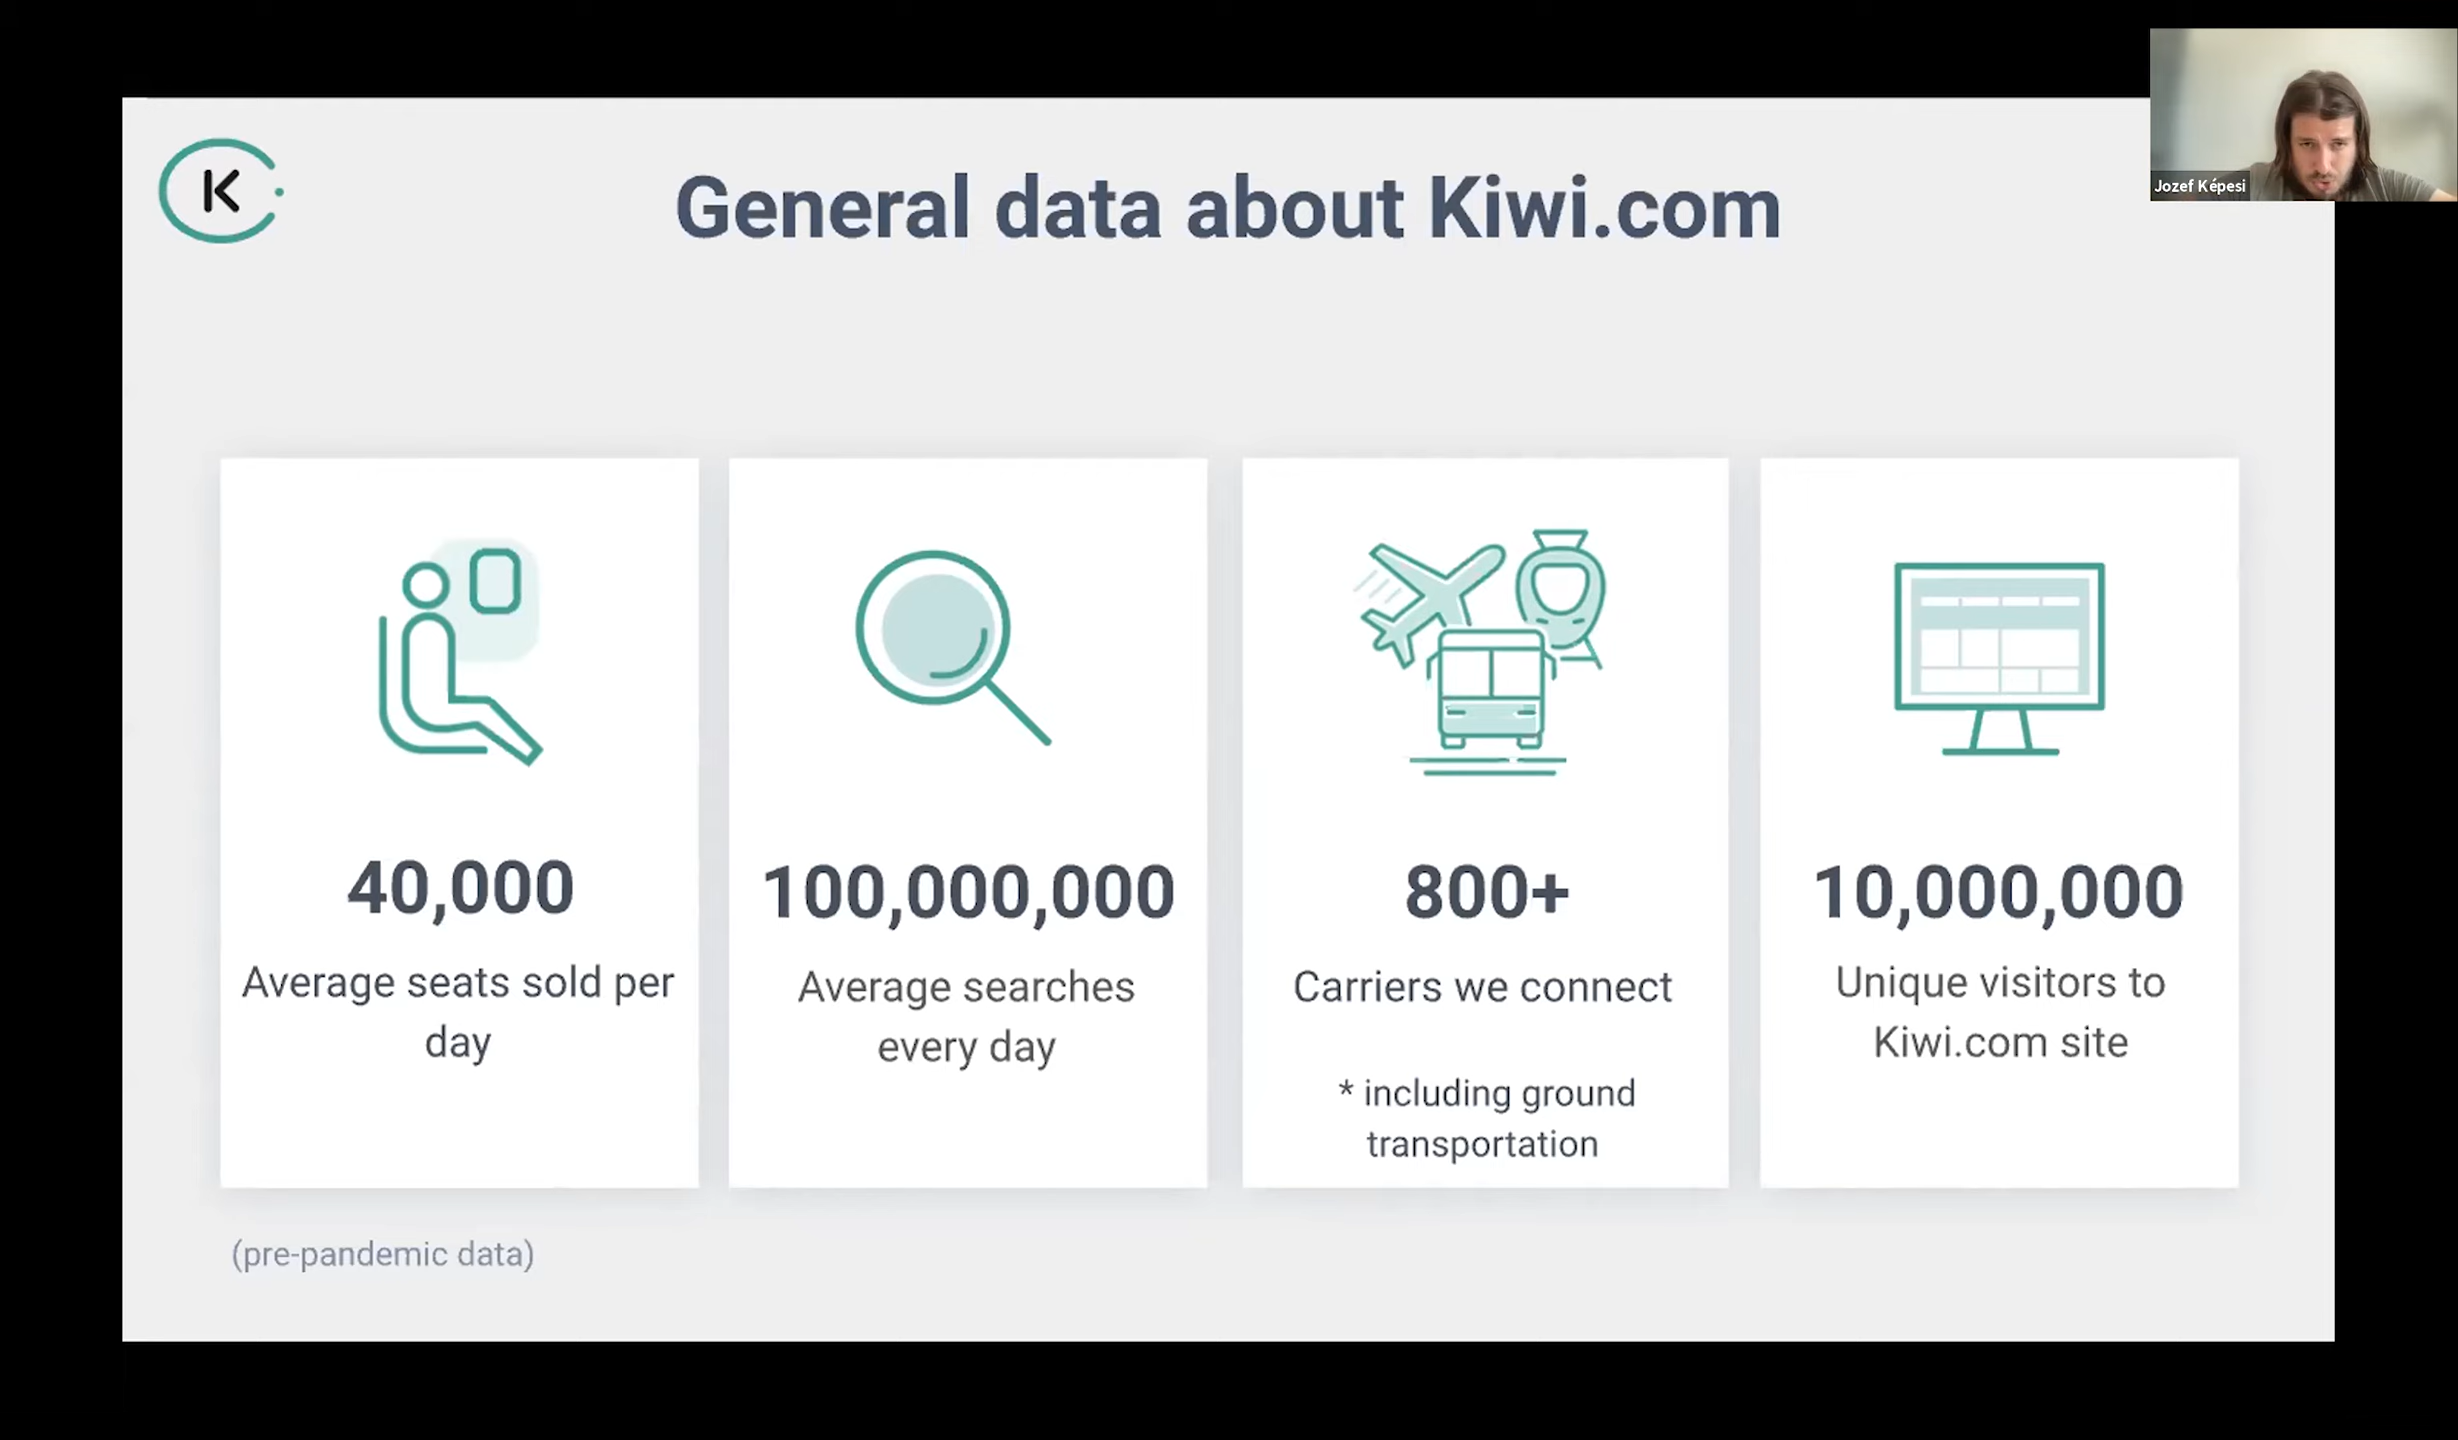 K
General data about Kiwi.com
Jozef Képesi
40,000
Average seats sold per
day
100,000,000
Average searches
every day
800+
Carriers we connect
* including ground
transportation
10,000,000
Unique visitors to
Kiwi.com site
(pre-pandemic data)